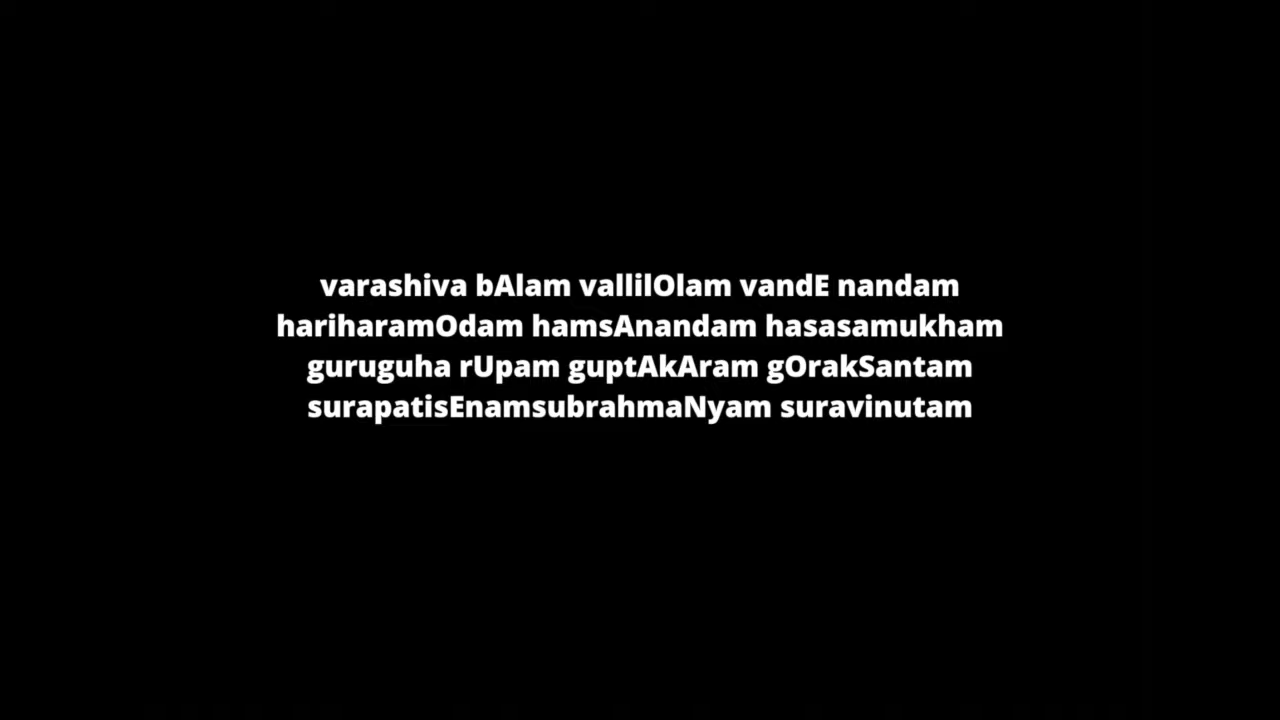 varashiva bAlam vallilOlam vandE nandam
hariharamOdam hamsAnandam hasasamukham
guruguha rUpam guptAkAram gOrakSantam
surapatisEnamsubrahmaNyam suravinutam